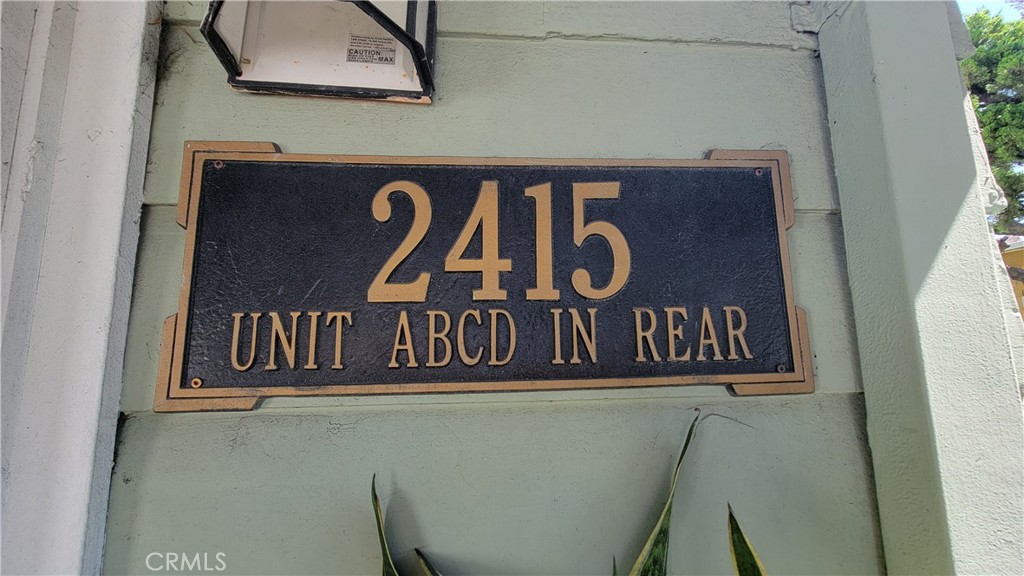 CAUTION:
MAX
2415
UNIT ABCD IN REAR
CRMLS